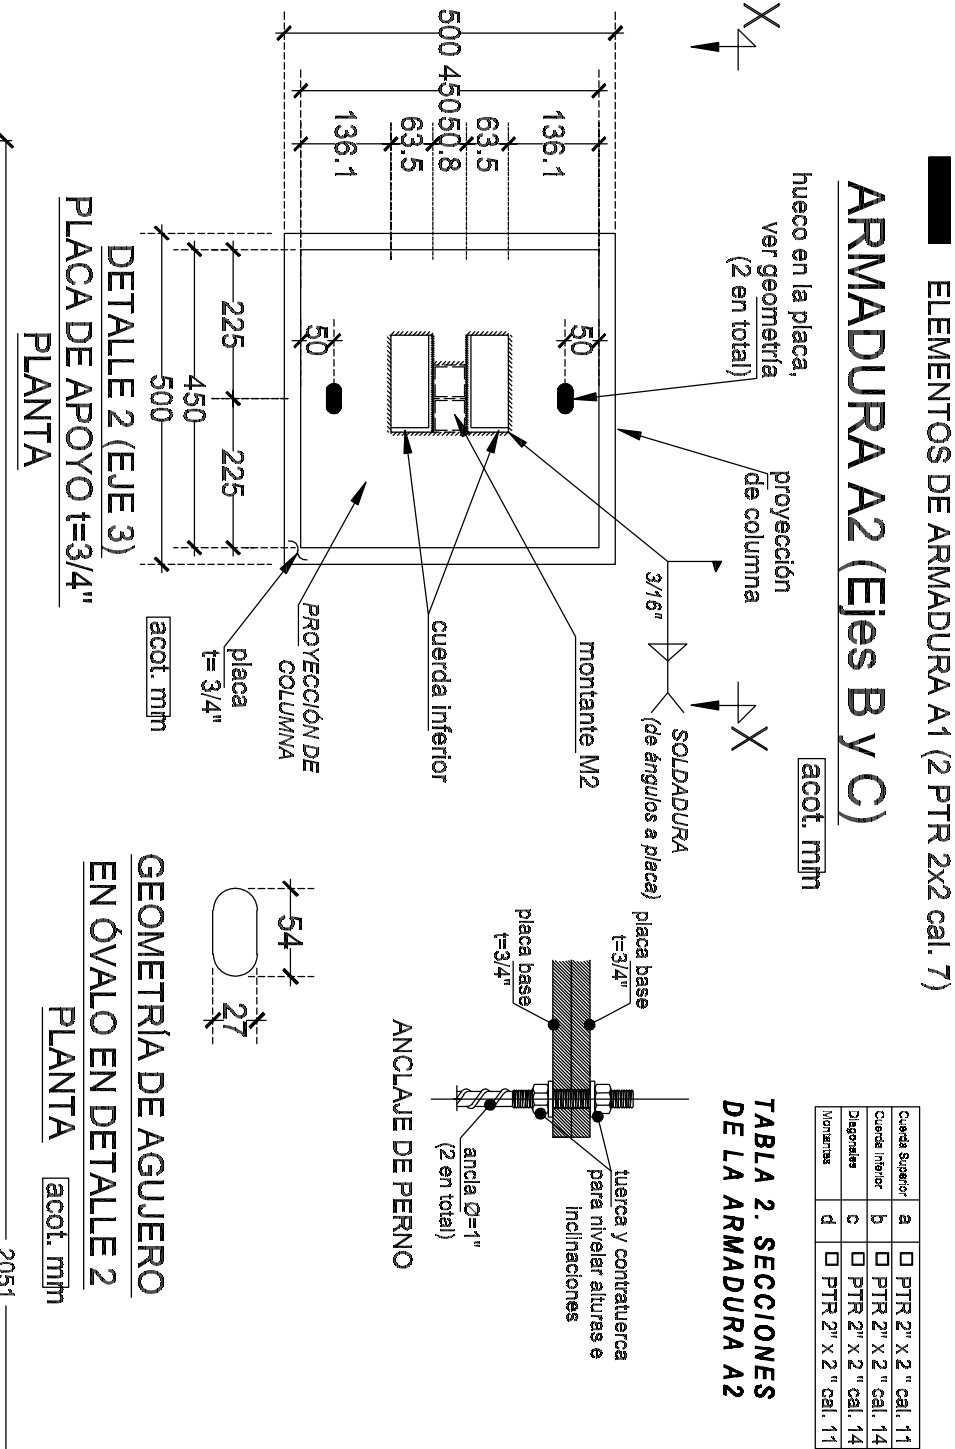 ELEMENTOS DE ARMADURA A1 (2 PTR 2x2 cal. 7)
ARMADURA A2 (Ejes B y C)
acot. mm
X
X
hueco en la placa,
ver geometría
(2 en total)
proyección
de columna
3/16"
SOLDADURA
(de ángulos a placa)
montante M2
cuerda inferior
PROYECCIÓN DE
COLUMNA
placa
t= 3/4"
500
450
136.1
63.5
50.8
63.5
136.1
50
50
225
225
450
500
acot. mm
DETALLE 2 (EJE 3)
PLACA DE APOYO t=3/4"
PLANTA
Cuerda Superior a PTR 2" x 2 " cal. 11
Cuerda Inferior b PTR 2" x 2 " cal. 14
Diagonales c PTR 2" x 2 " cal. 14
Montantes d PTR 2" x 2 " cal. 11
TABLA 2. SECCIONES
DE LA ARMADURA A2
placa base
t=3/4"
placa base
t=3/4"
tuerca y contratuerca
para nivelar alturas e
inclinaciones
ancla Ø=1"
(2 en total)
ANCLAJE DE PERNO
54
27
GEOMETRÍA DE AGUJERO
EN ÓVALO EN DETALLE 2
PLANTA
acot. mm
2051